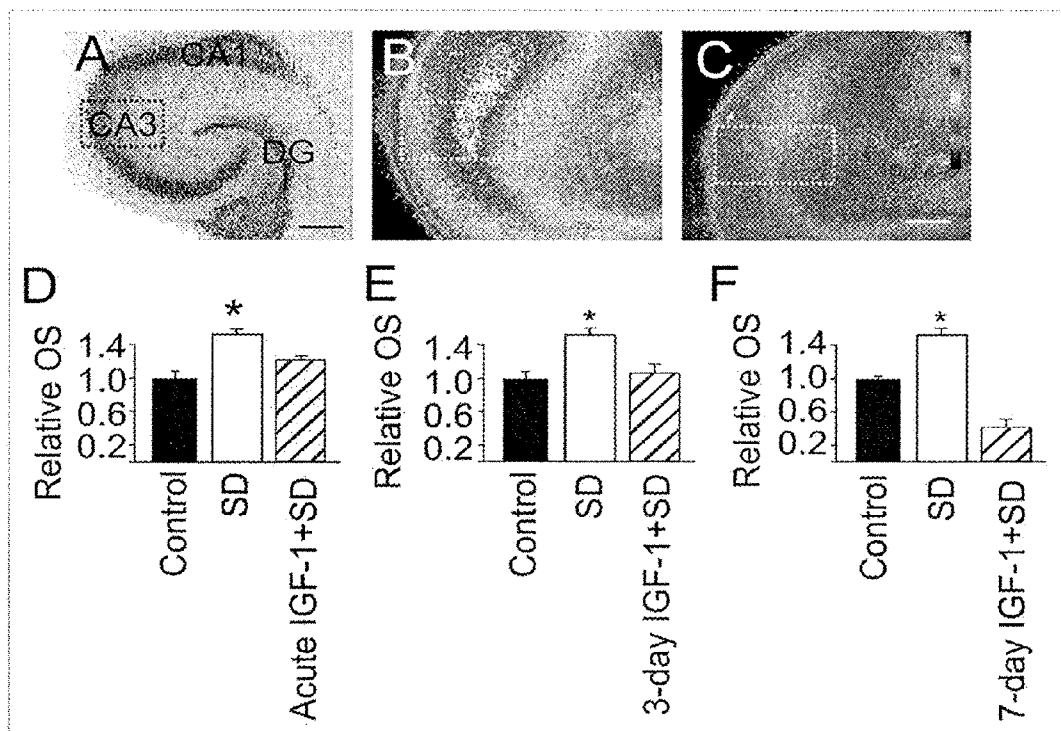 A
CA1
CA3
DG
B
C
D
Relative OS
1.4
1.0
0.6
0.2
*
Control
SD
Acute IGF-1+SD
E
Relative OS
1.4
1.0
0.6
0.2
*
Control
SD
3-day IGF-1+SD
F
Relative OS
1.4
1.0
0.6
0.2
*
Control
SD
7-day IGF-1+SD